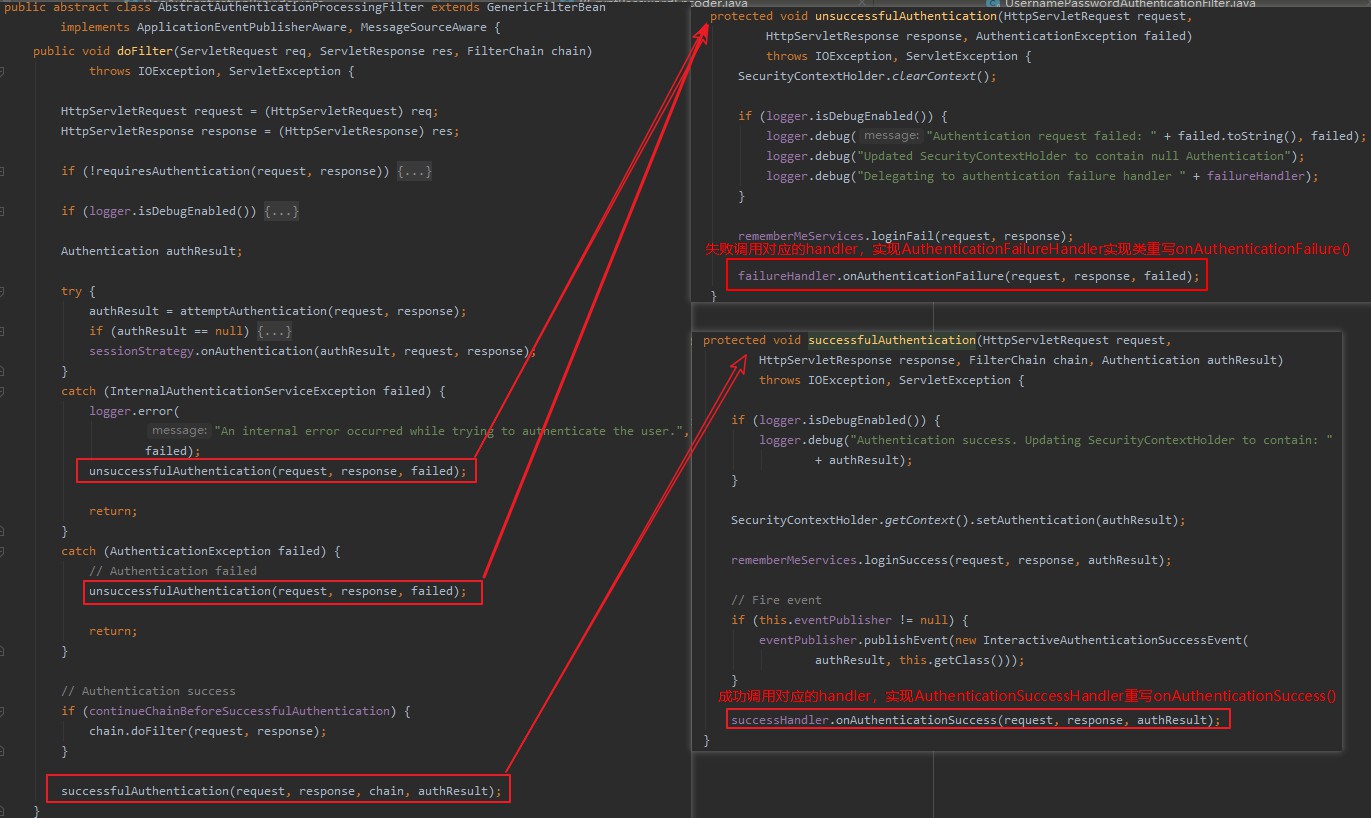 public abstract class AbstractAuthenticationProcessingFilter extends GenericFilterBean
implements ApplicationEventPublisherAware, MessageSourceAware {
public void doFilter(ServletRequest req, ServletResponse res, FilterChain chain)
throws IOException, ServletException {
HttpServletRequest request = (HttpServletRequest) req;
HttpServletResponse response = (HttpServletResponse) res;
if (!requiresAuthentication(request, response)) {...}
if (logger.isDebugEnabled()) {...}
Authentication authResult;
try {
authResult = attemptAuthentication(request, response);
if (authResult == null) {...}
sessionStrategy.onAuthentication(authResult, request, response);
}
catch (InternalAuthenticationServiceException failed) {
logger.error(
message: "An internal error occurred while trying to authenticate the user.",
failed);
unsuccessfulAuthentication(request, response, failed);
return;
}
catch (AuthenticationException failed) {
// Authentication failed
unsuccessfulAuthentication(request, response, failed);
return;
}
// Authentication success
if (continueChainBeforeSuccessfulAuthentication) {
chain.doFilter(request, response);
}
successfulAuthentication(request, response, chain, authResult);
}
UsernamePasswordAuthenticationFilter.java
protected void unsuccessfulAuthentication(HttpServletRequest request,
HttpServletResponse response, AuthenticationException failed)
throws IOException, ServletException {
SecurityContextHolder.clearContext();
if (logger.isDebugEnabled()) {
logger.debug( message: "Authentication request failed: " + failed.toString(), failed);
logger.debug("Updated SecurityContextHolder to contain null Authentication");
logger.debug("Delegating to authentication failure handler " + failureHandler);
}
rememberMeServices.loginFail(request, response);
失败调用对应的handler，实现AuthenticationFailureHandler实现类重写onAuthenticationFailure()
failureHandler.onAuthenticationFailure(request, response, failed);
}
protected void successfulAuthentication(HttpServletRequest request,
HttpServletResponse response, FilterChain chain, Authentication authResult)
throws IOException, ServletException {
if (logger.isDebugEnabled()) {
logger.debug("Authentication success. Updating SecurityContextHolder to contain: "
+ authResult);
}
SecurityContextHolder.getContext().setAuthentication(authResult);
rememberMeServices.loginSuccess(request, response, authResult);
// Fire event
if (this.eventPublisher != null) {
eventPublisher.publishEvent(new InteractiveAuthenticationSuccessEvent(
authResult, this.getClass()));
}
成功调用对应的handler，实现AuthenticationSuccessHandler重写onAuthenticationSuccess()
successHandler.onAuthenticationSuccess(request, response, authResult);
}